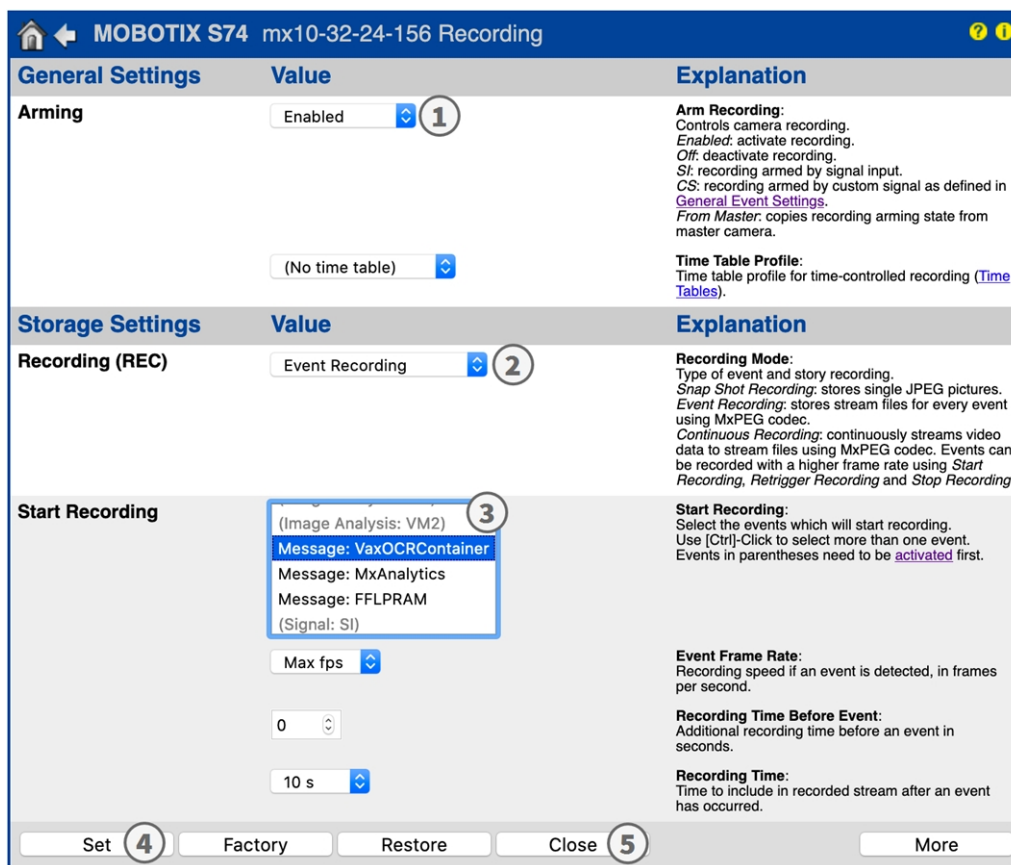 MOBOTIX S74 mx10-32-24-156 Recording ? i
General Settings Value Explanation
Arming
Enabled 1
Arm Recording:
Controls camera recording.
Enabled: activate recording.
Off: deactivate recording.
SI: recording armed by signal input.
CS: recording armed by custom signal as defined in
General Event Settings.
From Master: copies recording arming state from
master camera.
(No time table)
Time Table Profile:
Time table profile for time-controlled recording (Time
Tables).
Storage Settings Value Explanation
Recording (REC)
Event Recording 2
Recording Mode:
Type of event and story recording.
Snap Shot Recording: stores single JPEG pictures.
Event Recording: stores stream files for every event
using MxPEG codec.
Continuous Recording: continuously streams video
data to stream files using MxPEG codec. Events can
be recorded with a higher frame rate using Start
Recording, Retrigger Recording and Stop Recording
Start Recording
3
(Image Analysis: VM2)
Message: VaxOCRContainer
Message: MxAnalytics
Message: FFLPRAM
(Signal: SI)
Start Recording:
Select the events which will start recording.
Use [Ctrl]-Click to select more than one event.
Events in parentheses need to be activated first.
Max fps
Event Frame Rate:
Recording speed if an event is detected, in frames
per second.
0
Recording Time Before Event:
Additional recording time before an event in
seconds.
10 s
Recording Time:
Time to include in recorded stream after an event
has occurred.
Set 4 Factory Restore Close 5 More